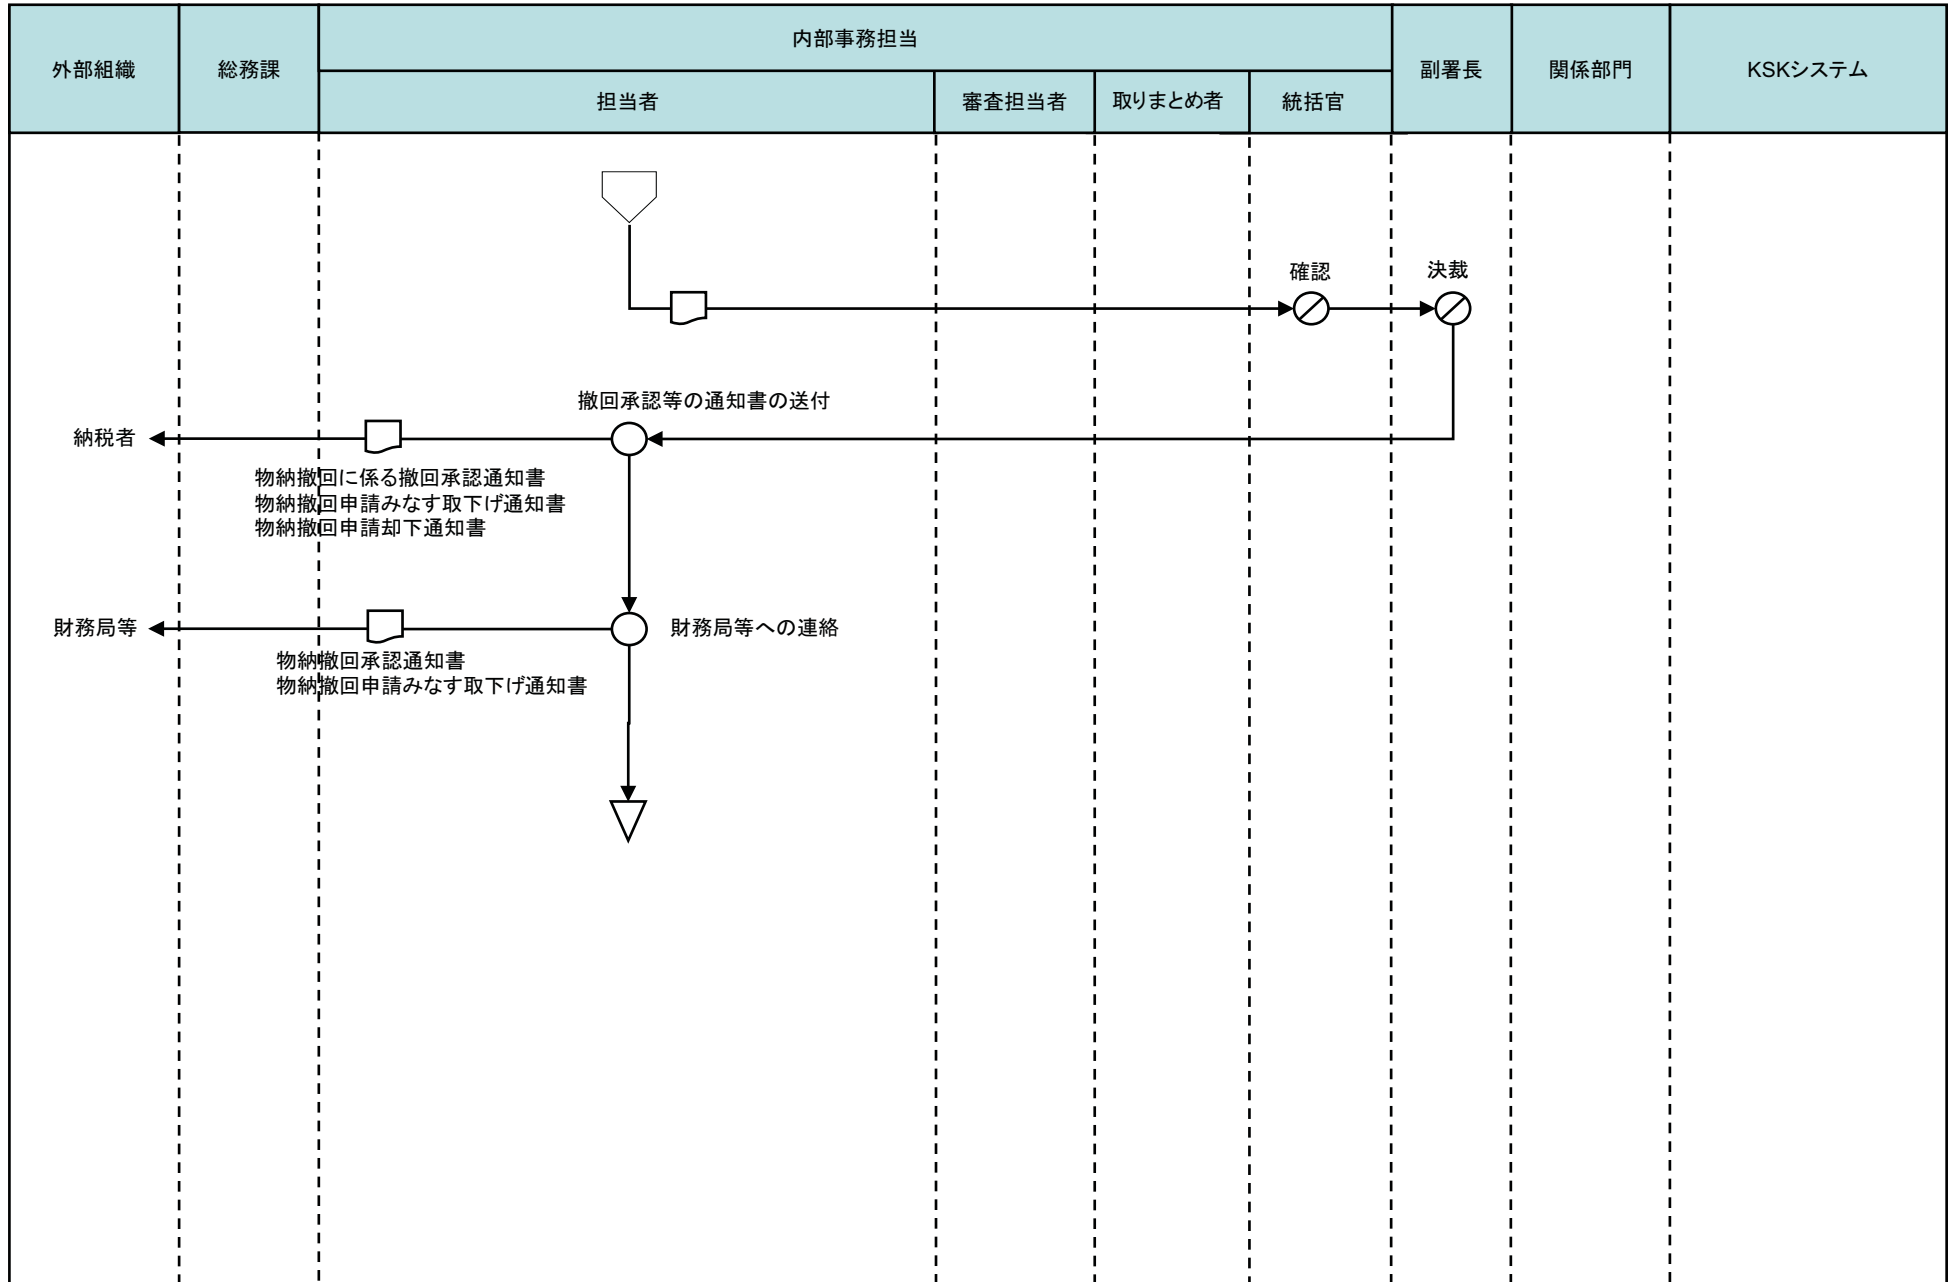 外部組織
総務課
内部事務担当
担当者
審査担当者
取りまとめ者
統括官
副署長
関係部門
KSKシステム
確認
決裁
撤回承認等の通知書の送付
納税者
物納撤回に係る撤回承認通知書
物納撤回申請みなす取下げ通知書
物納撤回申請却下通知書
財務局等
財務局等への連絡
物納撤回承認通知書
物納撤回申請みなす取下げ通知書